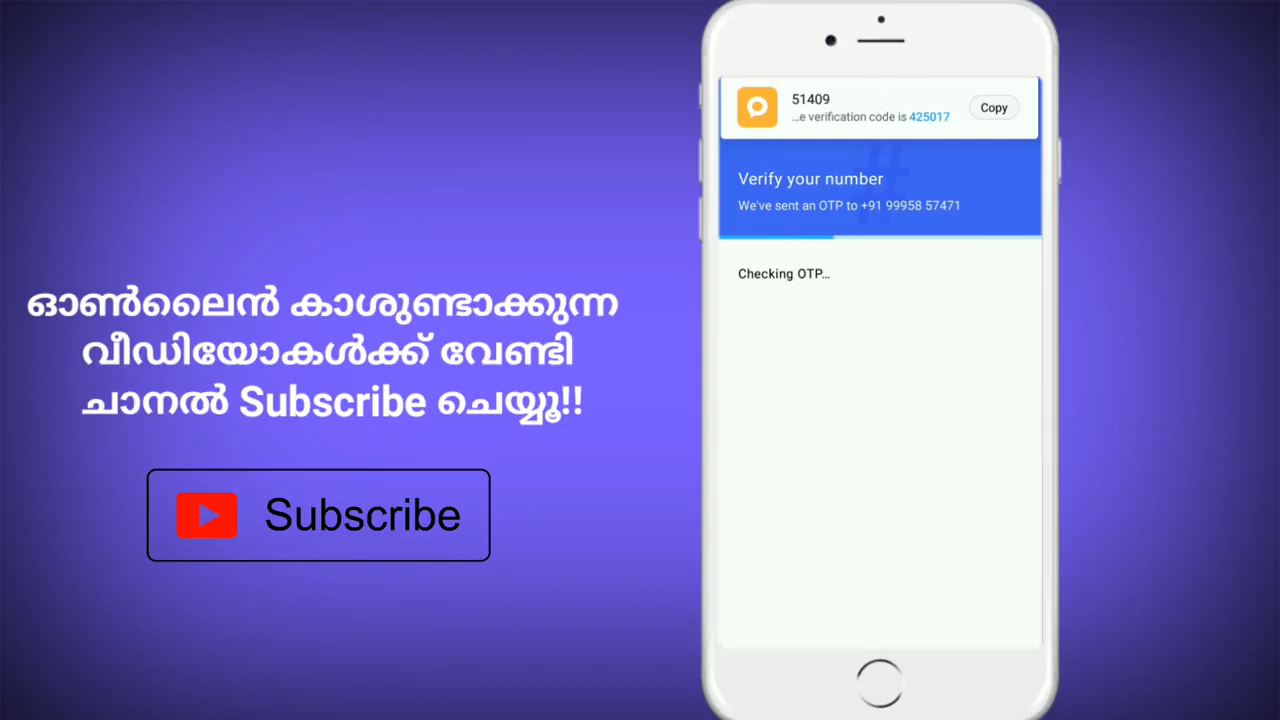 ഓൺലൈൻ കാശുണ്ടാക്കുന്ന
വീഡിയോകൾക്ക് വേണ്ടി
ചാനൽ Subscribe ചെയ്യൂ!!
Subscribe
51409
...e verification code is 425017
Copy
Verify your number
We've sent an OTP to +91 99958 57471
Checking OTP...